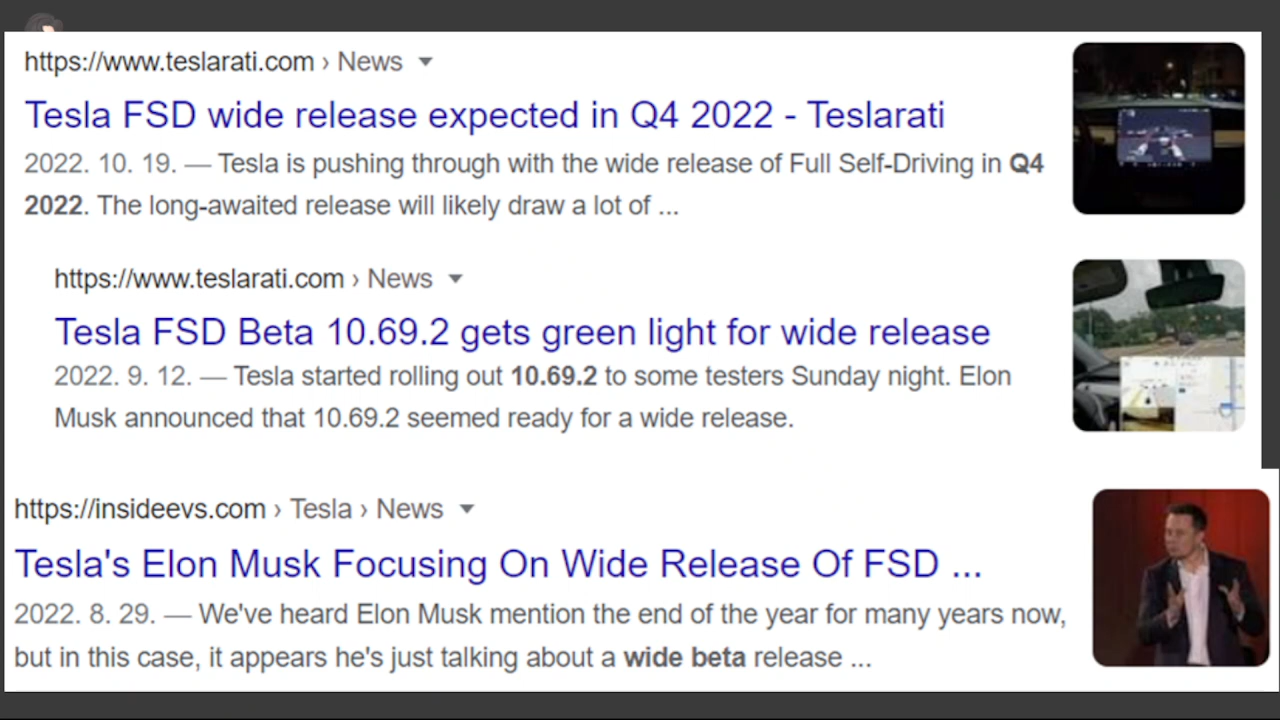 https://www.teslarati.com › News
Tesla FSD wide release expected in Q4 2022 - Teslarati
2022. 10. 19. — Tesla is pushing through with the wide release of Full Self-Driving in Q4
2022. The long-awaited release will likely draw a lot of ...
https://www.teslarati.com › News
Tesla FSD Beta 10.69.2 gets green light for wide release
2022. 9. 12. — Tesla started rolling out 10.69.2 to some testers Sunday night. Elon
Musk announced that 10.69.2 seemed ready for a wide release.
https://insideevs.com › Tesla › News
Tesla's Elon Musk Focusing On Wide Release Of FSD ...
2022. 8. 29. — We've heard Elon Musk mention the end of the year for many years now,
but in this case, it appears he's just talking about a wide beta release ...